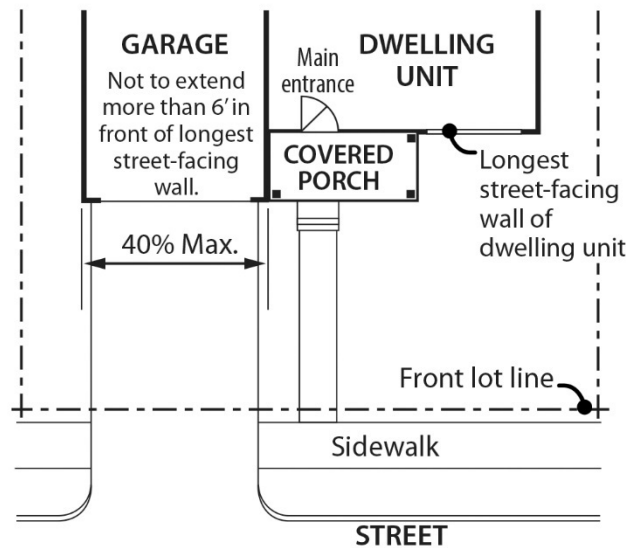 GARAGE
Not to extend
more than 6' in
front of longest
street-facing
wall.
Main
entrance
DWELLING
UNIT
COVERED
PORCH
Longest
street-facing
wall of
dwelling unit
40% Max.
Front lot line
Sidewalk
STREET